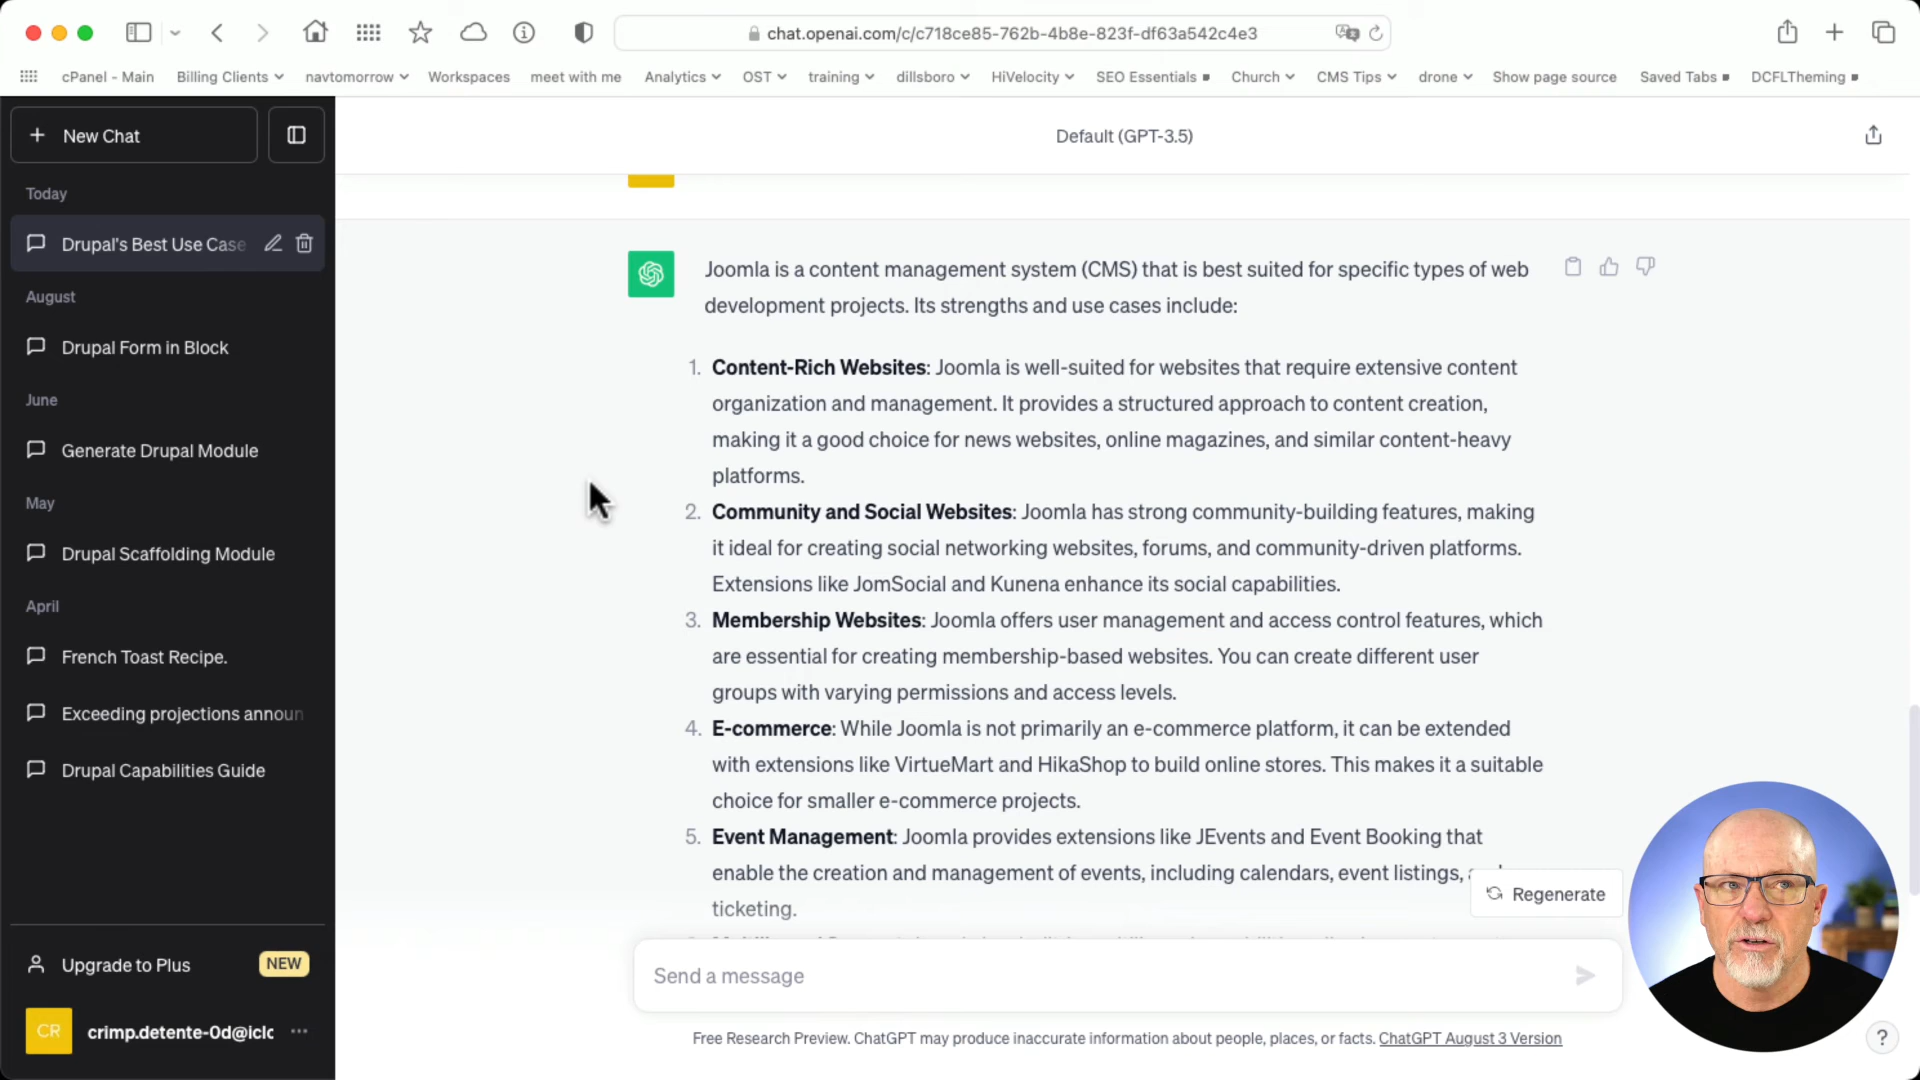 chat.openai.com/c/c718ce85-762b-4b8e-823f-df63a542c4e3
cPanel - Main Billing Clients navtomorrow Workspaces meet with me Analytics OST training dillsboro HiVelocity SEO Essentials Church CMS Tips drone Show page source Saved Tabs DCFLTheming
+ New Chat
Default (GPT-3.5)
Today
Drupal's Best Use Case
August
Drupal Form in Block
June
Generate Drupal Module
May
Drupal Scaffolding Module
April
French Toast Recipe.
Exceeding projections announ
Drupal Capabilities Guide
Upgrade to Plus NEW
CR crimp.detente-0d@iclc ...
Joomla is a content management system (CMS) that is best suited for specific types of web
development projects. Its strengths and use cases include:
1. Content-Rich Websites: Joomla is well-suited for websites that require extensive content
organization and management. It provides a structured approach to content creation,
making it a good choice for news websites, online magazines, and similar content-heavy
platforms.
2. Community and Social Websites: Joomla has strong community-building features, making
it ideal for creating social networking websites, forums, and community-driven platforms.
Extensions like JomSocial and Kunena enhance its social capabilities.
3. Membership Websites: Joomla offers user management and access control features, which
are essential for creating membership-based websites. You can create different user
groups with varying permissions and access levels.
4. E-commerce: While Joomla is not primarily an e-commerce platform, it can be extended
with extensions like VirtueMart and HikaShop to build online stores. This makes it a suitable
choice for smaller e-commerce projects.
5. Event Management: Joomla provides extensions like JEvents and Event Booking that
enable the creation and management of events, including calendars, event listings,
ticketing.
Regenerate
Send a message
Free Research Preview. ChatGPT may produce inaccurate information about people, places, or facts. ChatGPT August 3 Version
?